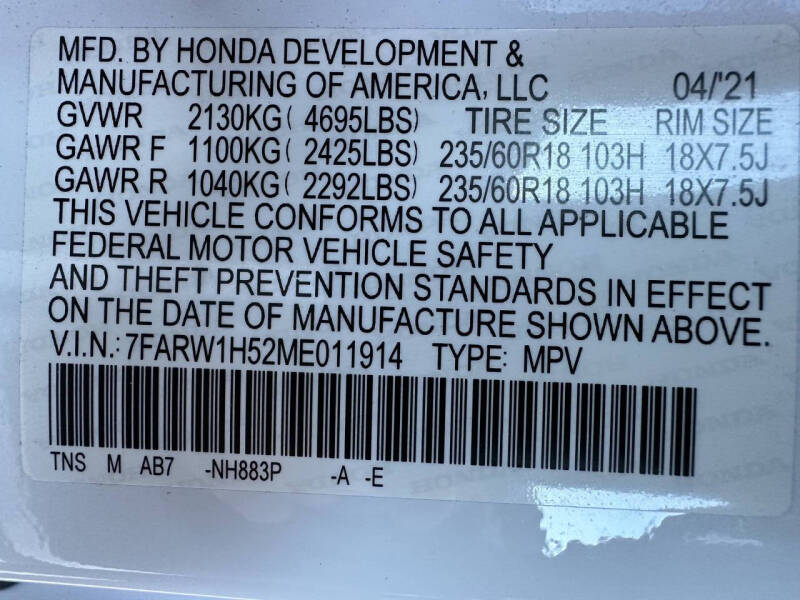 MFD. BY HONDA DEVELOPMENT &
MANUFACTURING OF AMERICA, LLC 04/'21
GVWR 2130KG( 4695LBS) TIRE SIZE RIM SIZE
GAWR F 1100KG( 2425LBS) 235/60R18 103H 18X7.5J
GAWR R 1040KG( 2292LBS) 235/60R18 103H 18X7.5J
THIS VEHICLE CONFORMS TO ALL APPLICABLE
FEDERAL MOTOR VEHICLE SAFETY
AND THEFT PREVENTION STANDARDS IN EFFECT
ON THE DATE OF MANUFACTURE SHOWN ABOVE.
V.I.N.: 7FARW1H52ME011914 TYPE: MPV
TNS M AB7 -NH883P -A -E